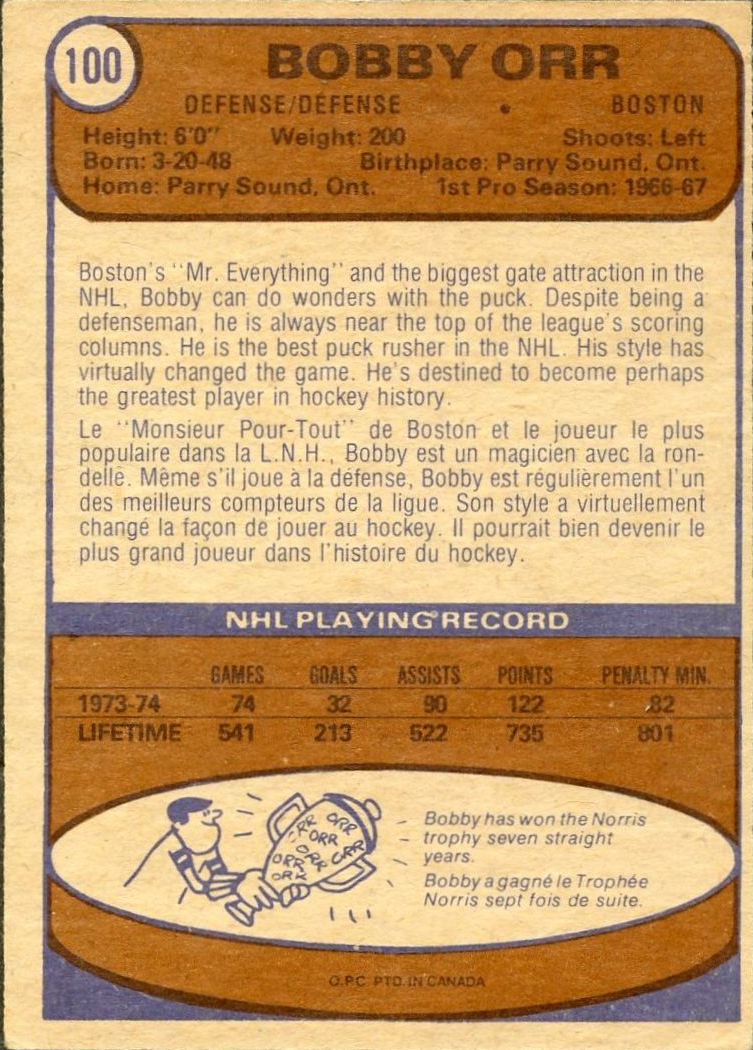 100
BOBBY ORR
DEFENSE/DÉFENSE • BOSTON
Height: 6'0" Weight: 200 Shoots: Left
Born: 3-20-48 Birthplace: Parry Sound, Ont.
Home: Parry Sound, Ont. 1st Pro Season: 1966-67
Boston's "Mr. Everything" and the biggest gate attraction in the
NHL, Bobby can do wonders with the puck. Despite being a
defenseman, he is always near the top of the league's scoring
columns. He is the best puck rusher in the NHL. His style has
virtually changed the game. He's destined to become perhaps
the greatest player in hockey history.
Le "Monsieur Pour-Tout" de Boston et le joueur le plus
populaire dans la L.N.H., Bobby est un magicien avec la ron-
delle. Même s'il joue à la défense, Bobby est régulièrement l'un
des meilleurs compteurs de la ligue. Son style a virtuellement
changé la façon de jouer au hockey. Il pourrait bien devenir le
plus grand joueur dans l'histoire du hockey.
NHL PLAYING RECORD
GAMES GOALS ASSISTS POINTS PENALTY MIN.
1973-74 74 32 90 122 82
LIFETIME 541 213 522 735 801
ORR ORR
ORR
ORR ORR
ORR
ORR
Bobby has won the Norris
trophy seven straight
years.
Bobby a gagné le Trophée
Norris sept fois de suite.
O.P.C. PTD. IN CANADA